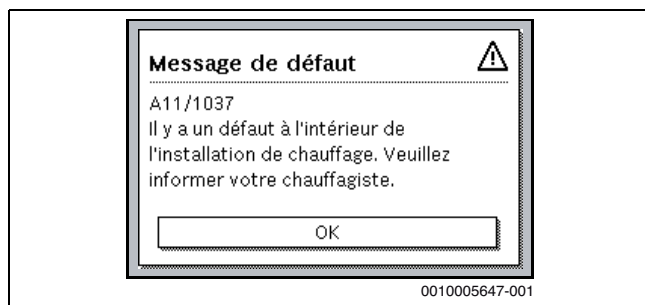 Message de défaut
A11/1037
Il y a un défaut à l'intérieur de
l'installation de chauffage. Veuillez
informer votre chauffagiste.
OK
0010005647-001